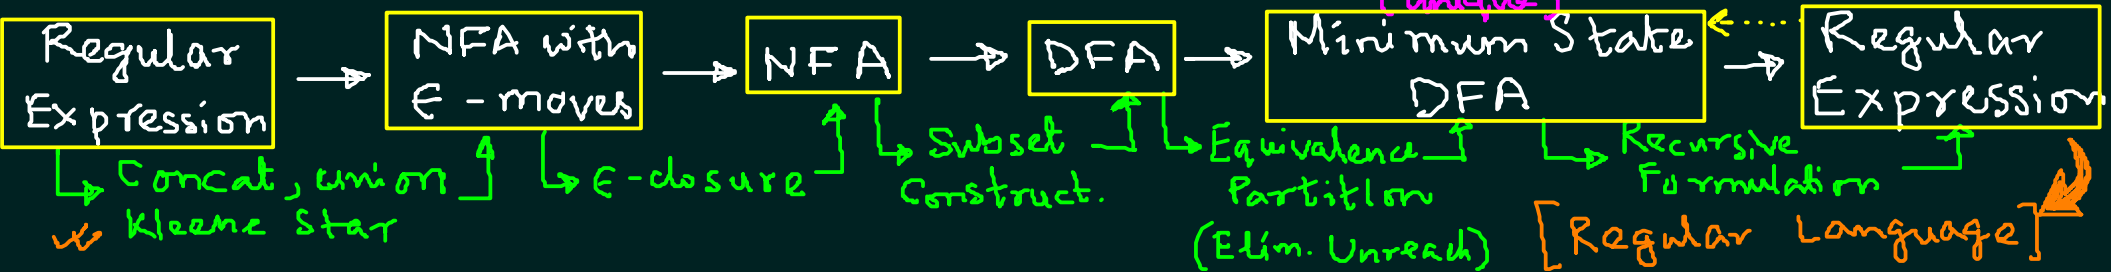 [unique]
Regular
Expression
NFA with
ϵ-moves
NFA
DFA
Minimum State
DFA
Regular
Expression
Concat, union
Kleene Star
ϵ-closure
Subset
Construct.
Equivalence
Partition
(Elim. Unreach)
Recursive
Formulation
[Regular Language]